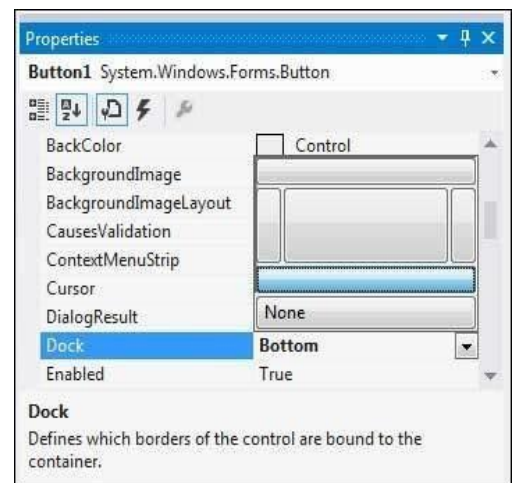 Properties
Button1 System.Windows.Forms.Button
BackColor Control
BackgroundImage
BackgroundImageLayout
CausesValidation
ContextMenuStrip
Cursor
DialogResult None
Dock Bottom
Enabled True
Dock
Defines which borders of the control are bound to the
container.